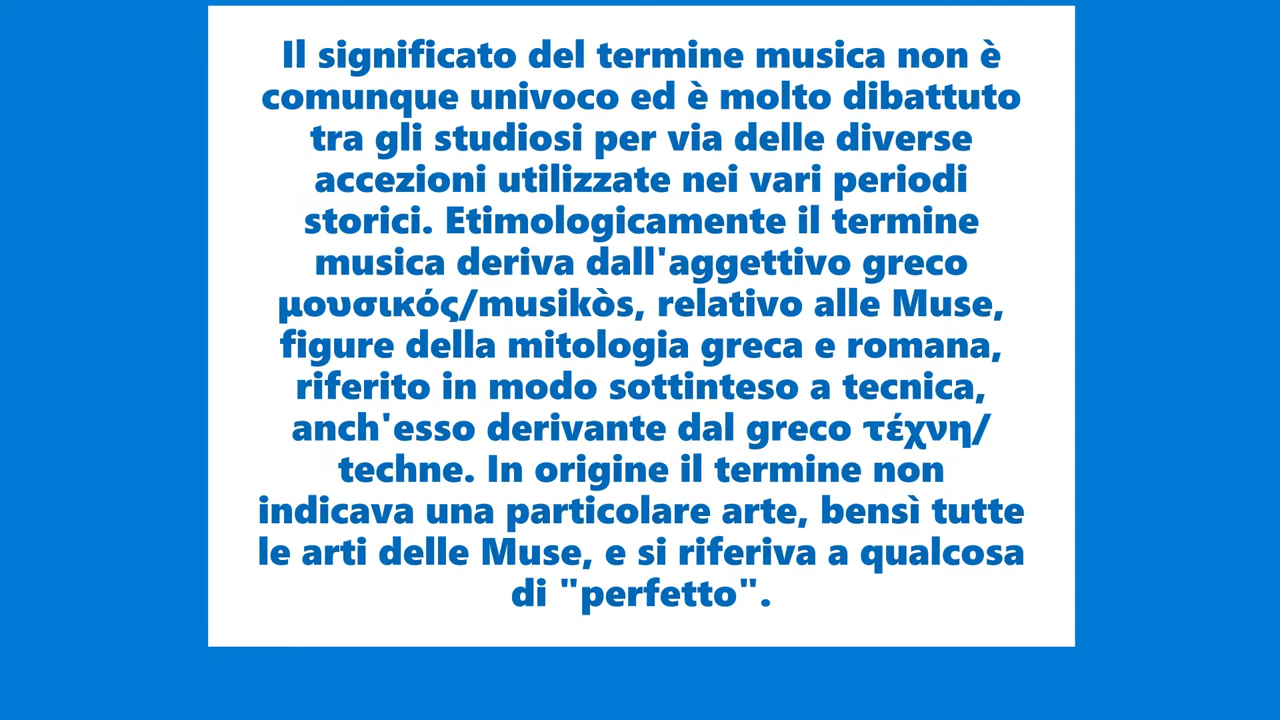 Il significato del termine musica non è
comunque univoco ed è molto dibattuto
tra gli studiosi per via delle diverse
accezioni utilizzate nei vari periodi
storici. Etimologicamente il termine
musica deriva dall'aggettivo greco
μουσικός/musikòs, relativo alle Muse,
figure della mitologia greca e romana,
riferito in modo sottinteso a tecnica,
anch'esso derivante dal greco τέχνη/
techne. In origine il termine non
indicava una particolare arte, bensì tutte
le arti delle Muse, e si riferiva a qualcosa
di "perfetto".